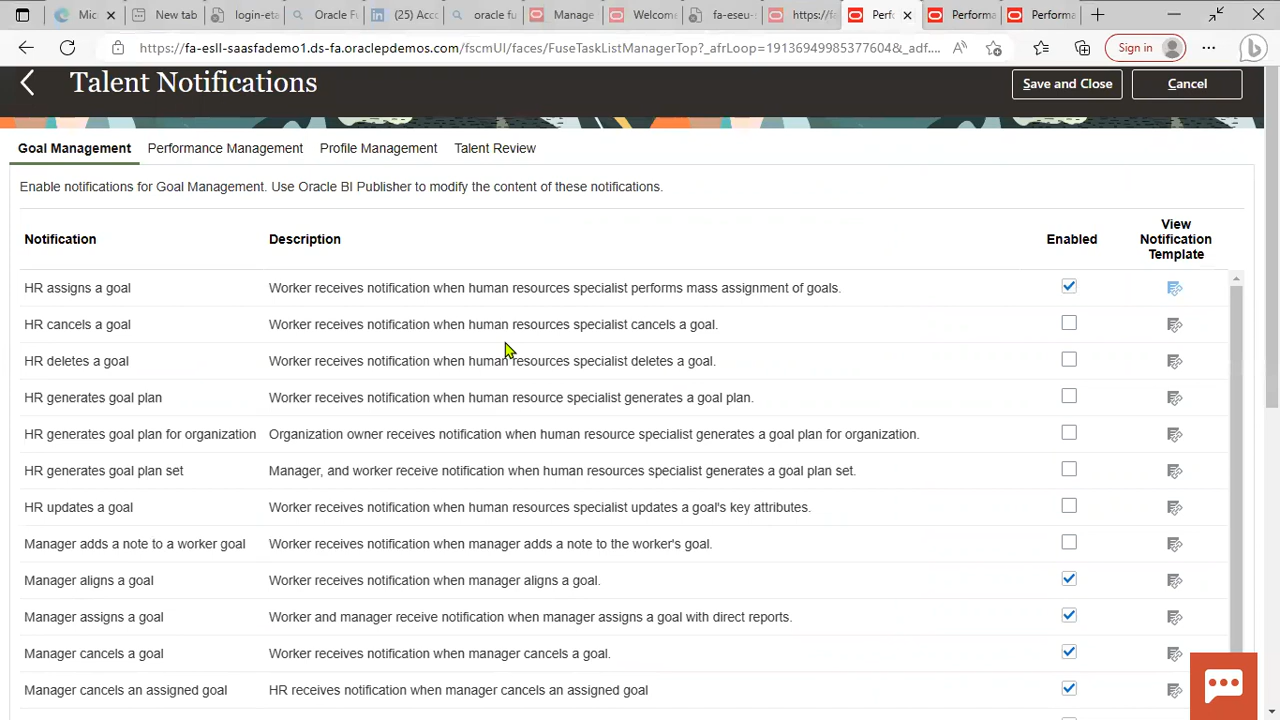 Mic
New tab
login-eta
Oracle Fu
(25) Acco
oracle fu
Manage
Welcome
fa-eseu
https://fa
Perfo
Performa
Performa
https://fa-esll-saasfademo1.ds-fa.oraclepdemos.com/fscmUI/faces/FuseTaskListManagerTop?_afrLoop=191369499853776​04&_adf....
Sign in
Talent Notifications
Save and Close
Cancel
Goal Management
Performance Management
Profile Management
Talent Review
Enable notifications for Goal Management. Use Oracle BI Publisher to modify the content of these notifications.
Notification
Description
Enabled
View
Notification
Template
HR assigns a goal
Worker receives notification when human resources specialist performs mass assignment of goals.
HR cancels a goal
Worker receives notification when human resources specialist cancels a goal.
HR deletes a goal
Worker receives notification when human resources specialist deletes a goal.
HR generates goal plan
Worker receives notification when human resource specialist generates a goal plan.
HR generates goal plan for organization
Organization owner receives notification when human resource specialist generates a goal plan for organization.
HR generates goal plan set
Manager, and worker receive notification when human resources specialist generates a goal plan set.
HR updates a goal
Worker receives notification when human resources specialist updates a goal's key attributes.
Manager adds a note to a worker goal
Worker receives notification when manager adds a note to the worker's goal.
Manager aligns a goal
Worker receives notification when manager aligns a goal.
Manager assigns a goal
Worker and manager receive notification when manager assigns a goal with direct reports.
Manager cancels a goal
Worker receives notification when manager cancels a goal.
Manager cancels an assigned goal
HR receives notification when manager cancels an assigned goal